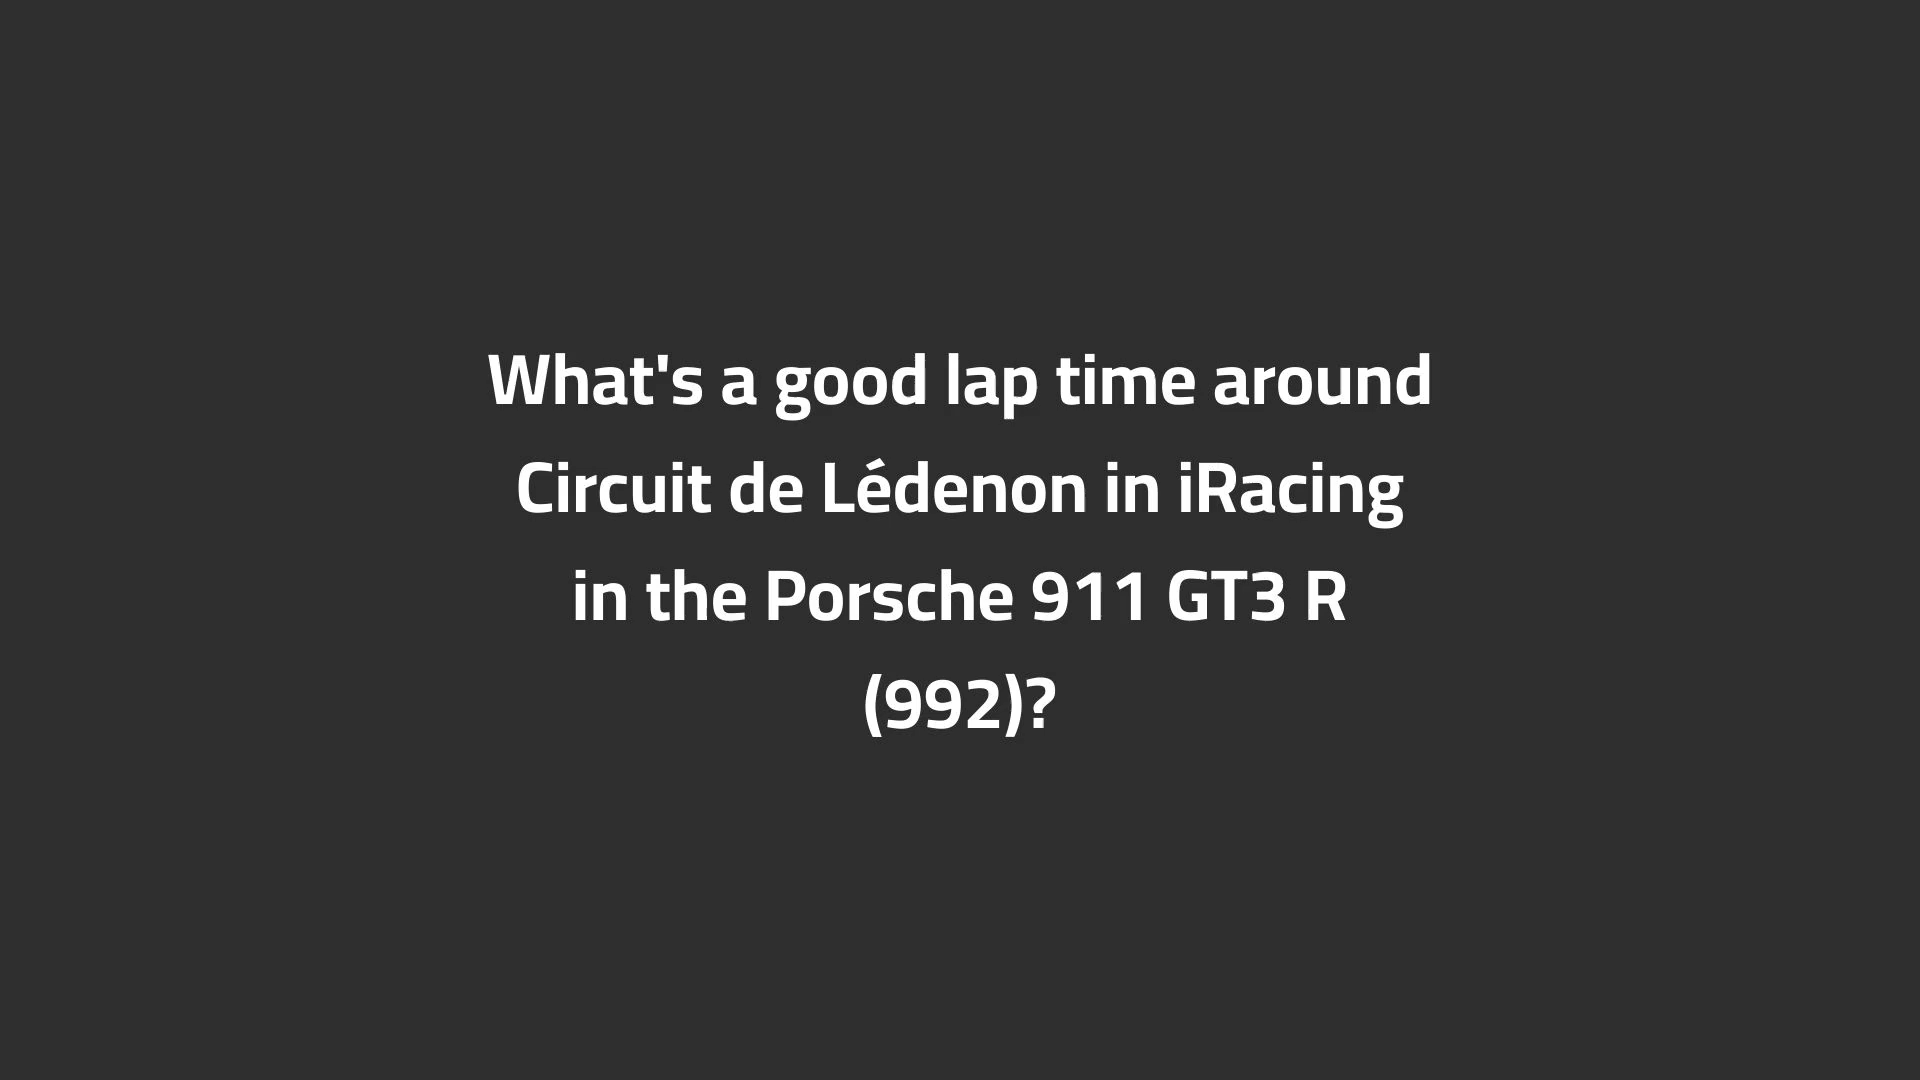 What's a good lap time around
Circuit de Lédenon in iRacing
in the Porsche 911 GT3 R
(992)?